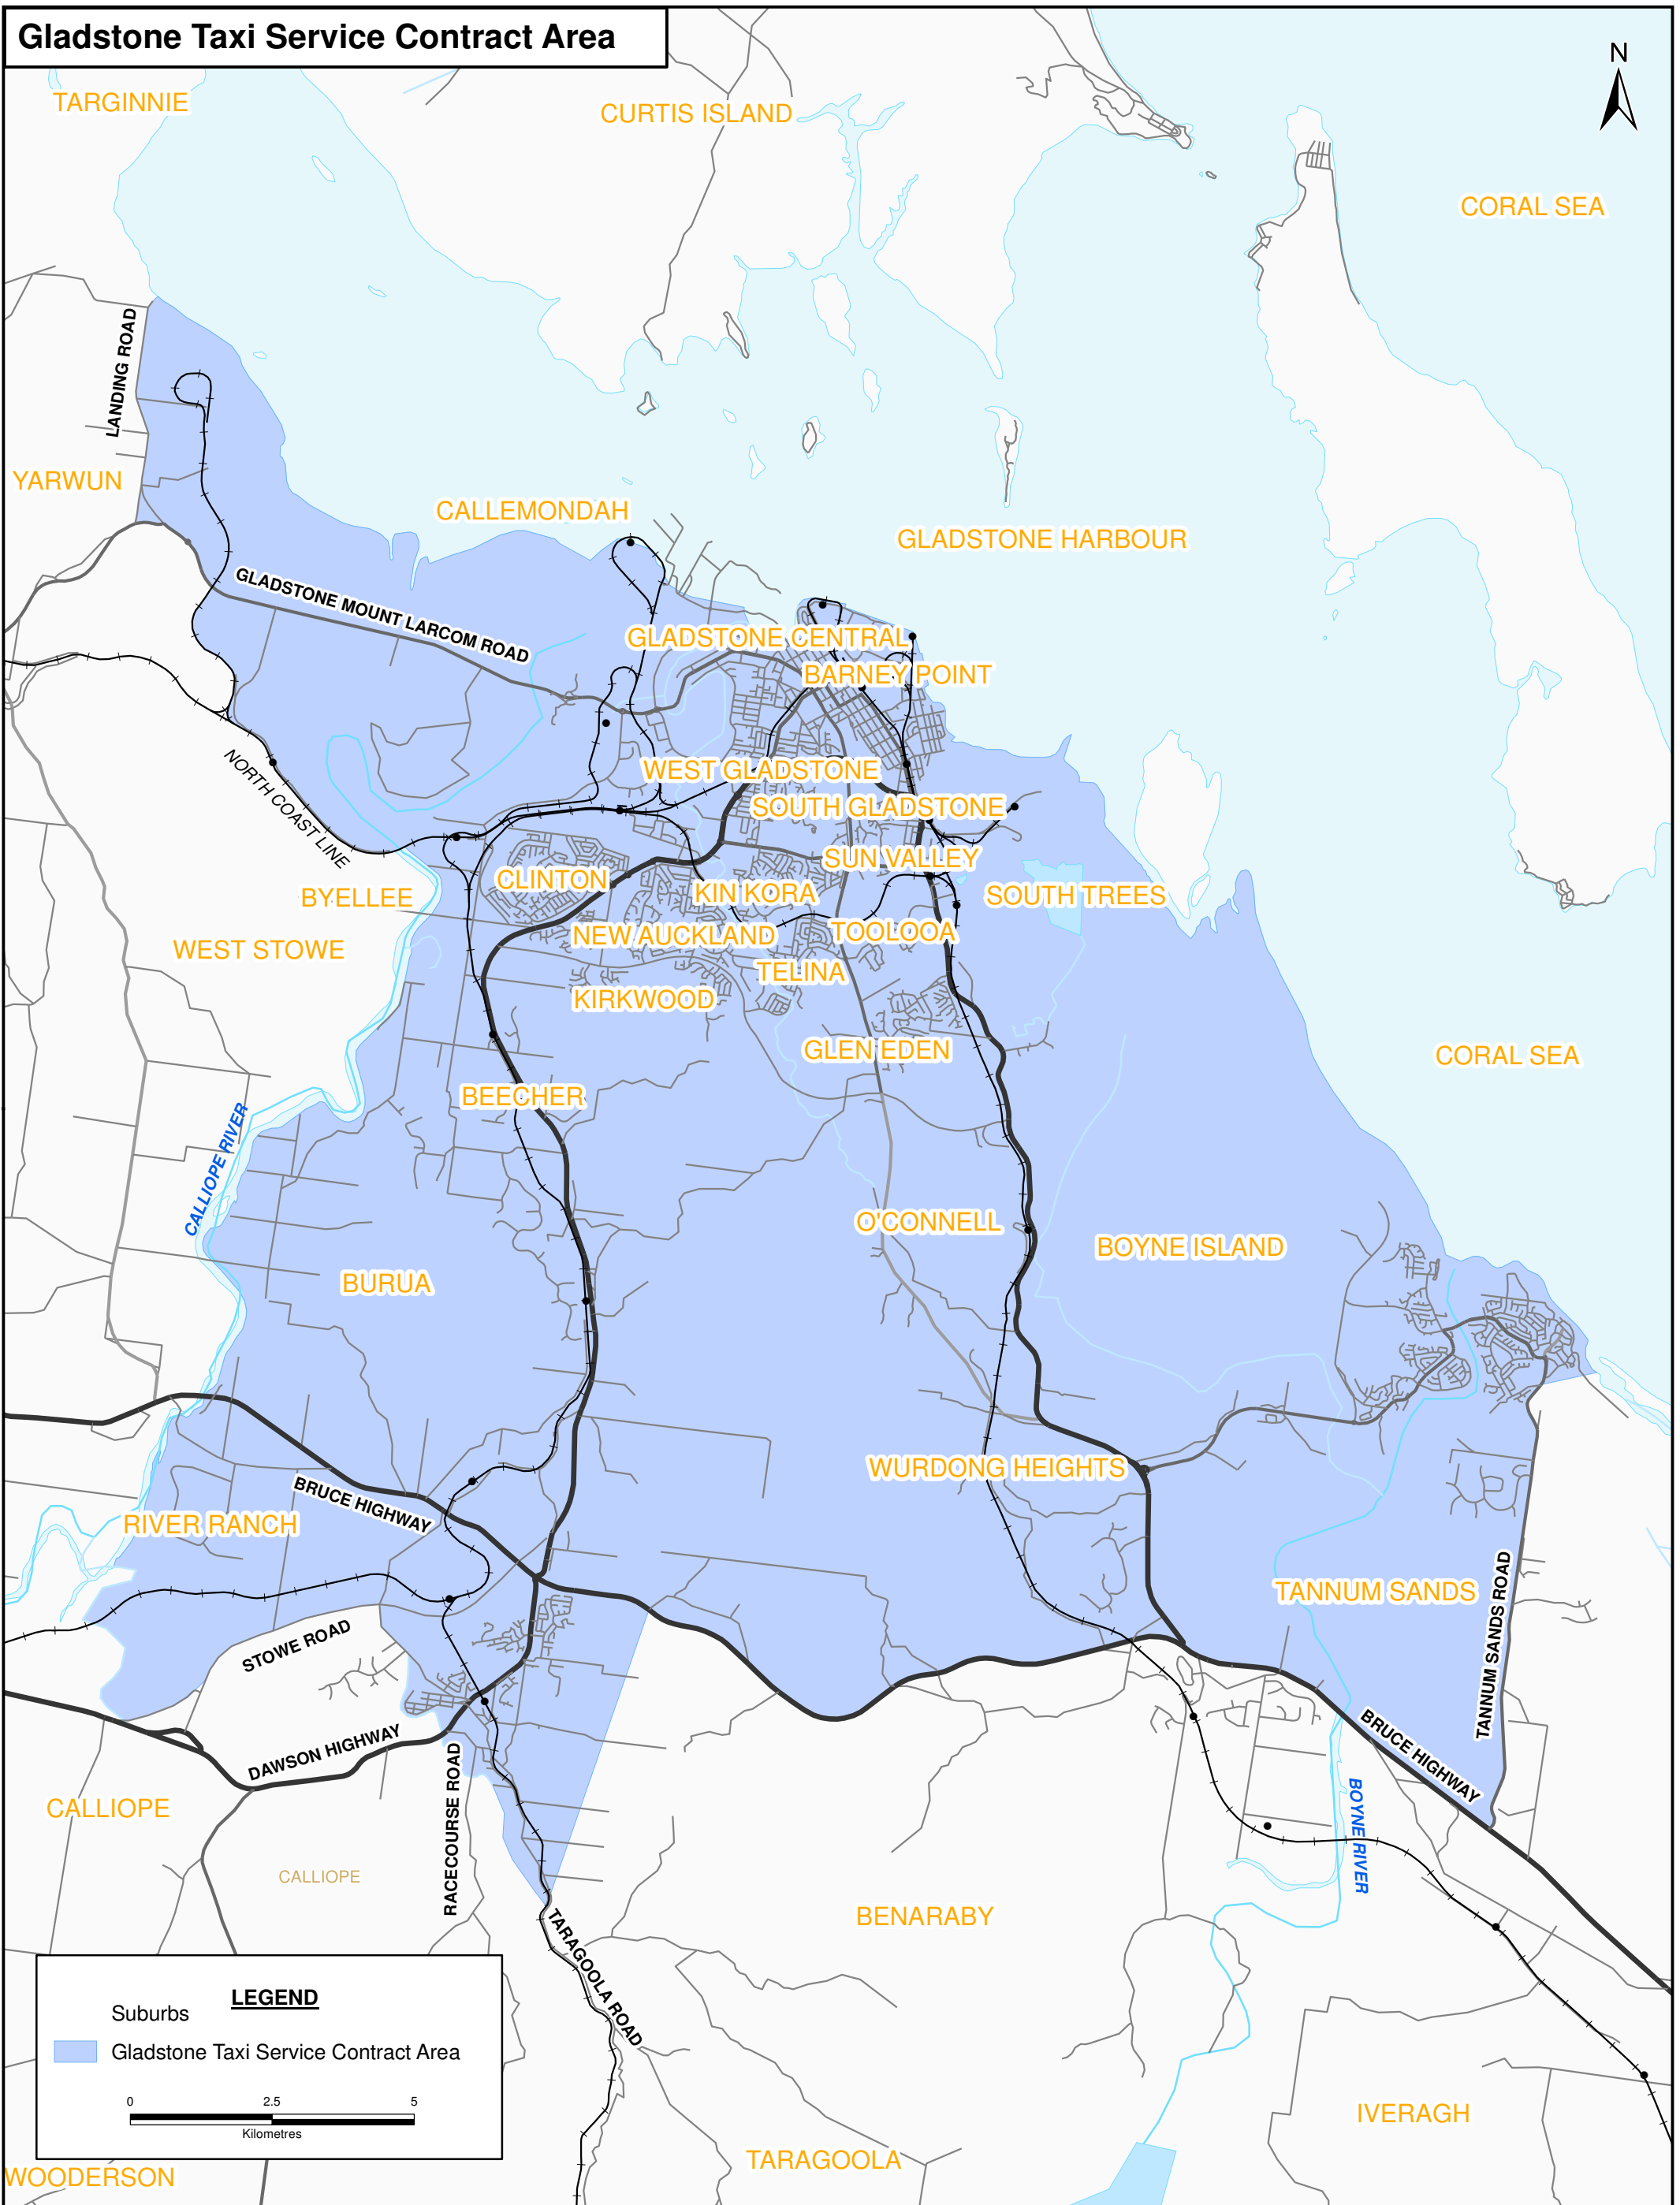 Gladstone Taxi Service Contract Area
N
TARGINNIE
CURTIS ISLAND
CORAL SEA
LANDING ROAD
YARWUN
CALLEMONDAH
GLADSTONE HARBOUR
GLADSTONE MOUNT LARCOM ROAD
GLADSTONE CENTRAL
BARNEY POINT
NORTH COAST LINE
WEST GLADSTONE
SOUTH GLADSTONE
SUN VALLEY
CLINTON
KIN KORA
SOUTH TREES
BYELLEE
NEW AUCKLAND
TOOLOOA
WEST STOWE
TELINA
KIRKWOOD
GLEN EDEN
CORAL SEA
BEECHER
CALLIOPE RIVER
O'CONNELL
BOYNE ISLAND
BURUA
WURDONG HEIGHTS
BRUCE HIGHWAY
RIVER RANCH
TANNUM SANDS
STOWE ROAD
TANNUM SANDS ROAD
DAWSON HIGHWAY
BRUCE HIGHWAY
RACECOURSE ROAD
BOYNE RIVER
CALLIOPE
CALLIOPE
BENARABY
TARAGOOLA ROAD
LEGEND
Suburbs
Gladstone Taxi Service Contract Area
0 2.5 5
Kilometres
IVERAGH
TARAGOOLA
WOODERSON